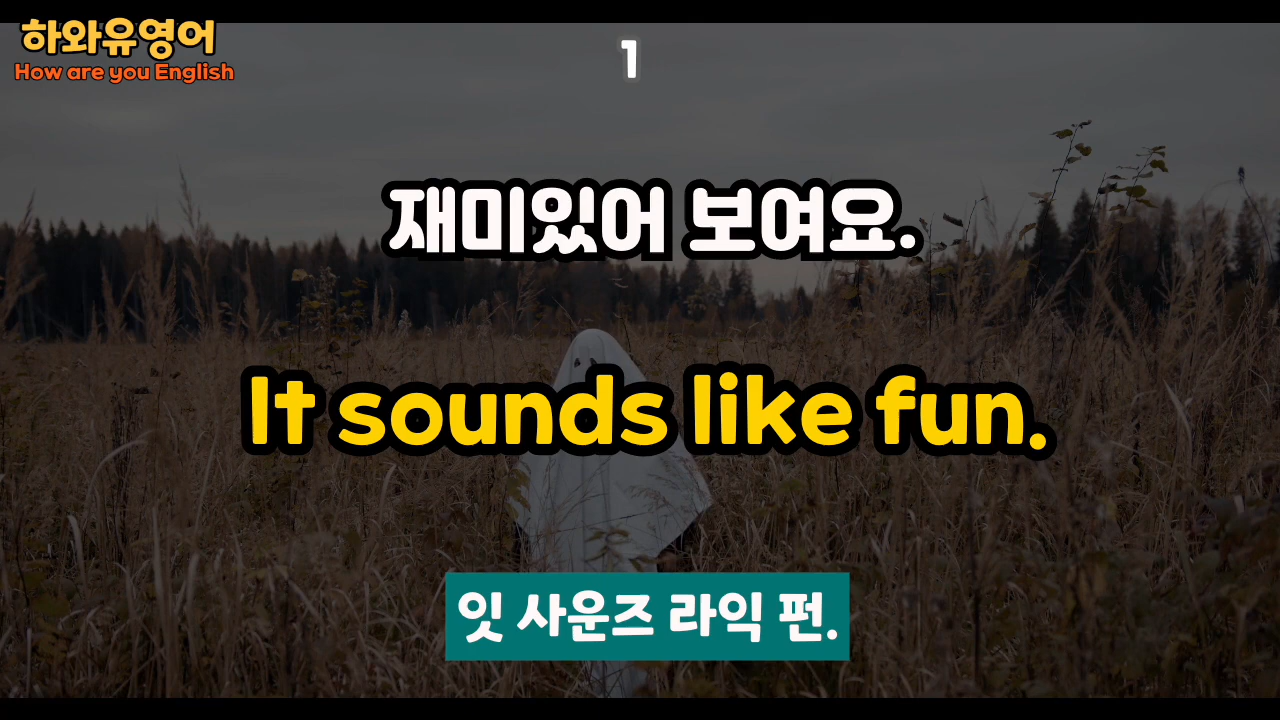 하와유영어
How are you English
1
재미있어 보여요.
It sounds like fun.
잇 사운즈 라익 펀.